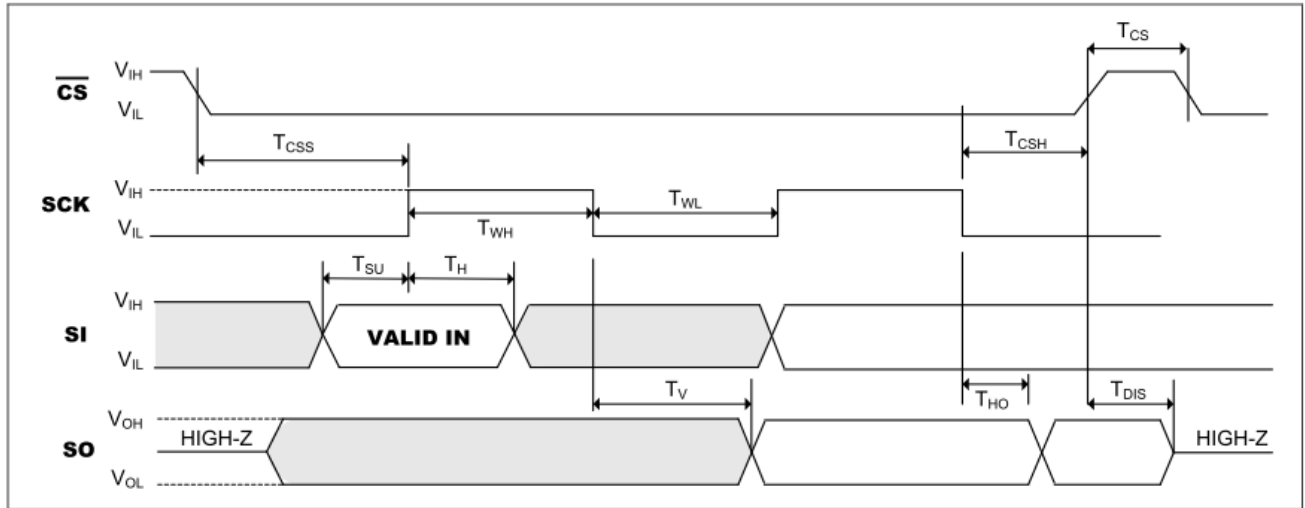 T_CS
V_IH
CS
V_IL
T_CSS
T_CSH
V_IH
SCK
T_WL
T_WH
V_IL
T_SU
T_H
V_IH
SI
VALID IN
V_IL
T_V
T_HO
T_DIS
V_OH
HIGH-Z
HIGH-Z
SO
V_OL